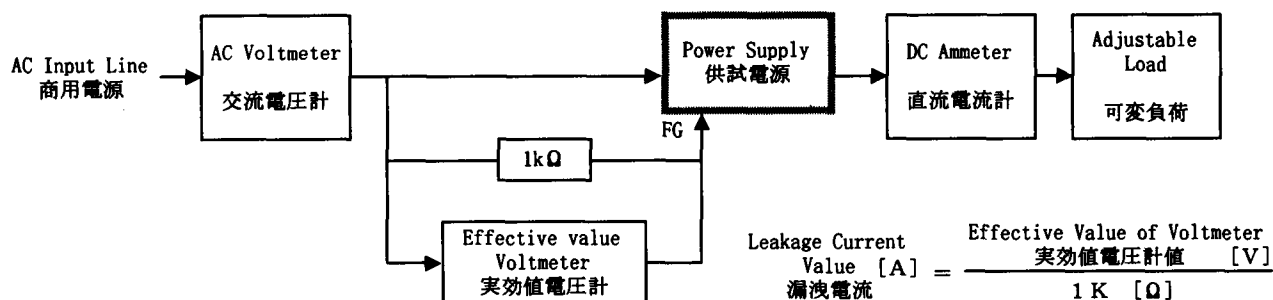 AC Input Line
商用電源
AC Voltmeter
交流電圧計
Power Supply
供試電源
DC Ammeter
直流電流計
Adjustable
Load
可変負荷
FG
1kΩ
Effective value
Voltmeter
実効値電圧計
Leakage Current
Value [A] =
漏洩電流
Effective Value of Voltmeter
実効値電圧計値 [V]
1 K [Ω]